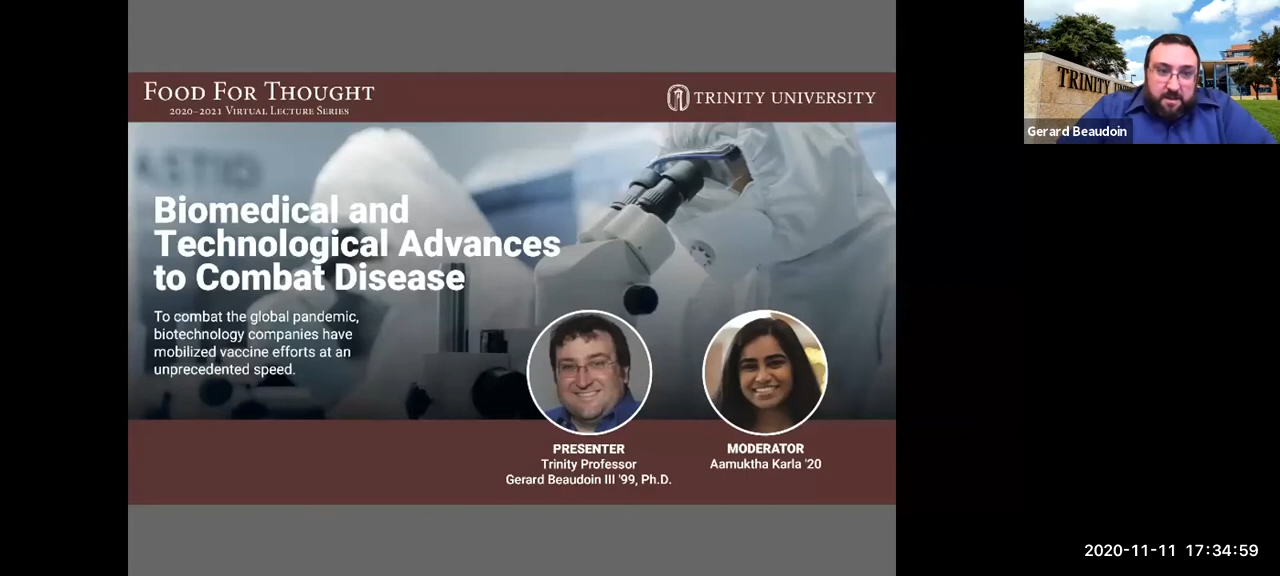 FOOD FOR THOUGHT
2020–2021 VIRTUAL LECTURE SERIES
TRINITY UNIVERSITY
Biomedical and
Technological Advances
to Combat Disease
To combat the global pandemic,
biotechnology companies have
mobilized vaccine efforts at an
unprecedented speed.
PRESENTER
Trinity Professor
Gerard Beaudoin III '99, Ph.D.
MODERATOR
Aamuktha Karla '20
TRINITY
Gerard Beaudoin
2020-11-11 17:34:59